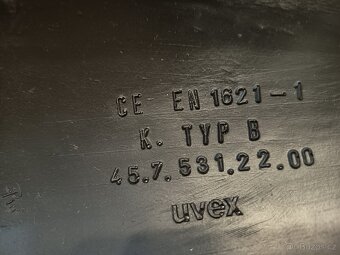 CE EN 1621-1
K. TYP B
45.7.531.22.00
uvex